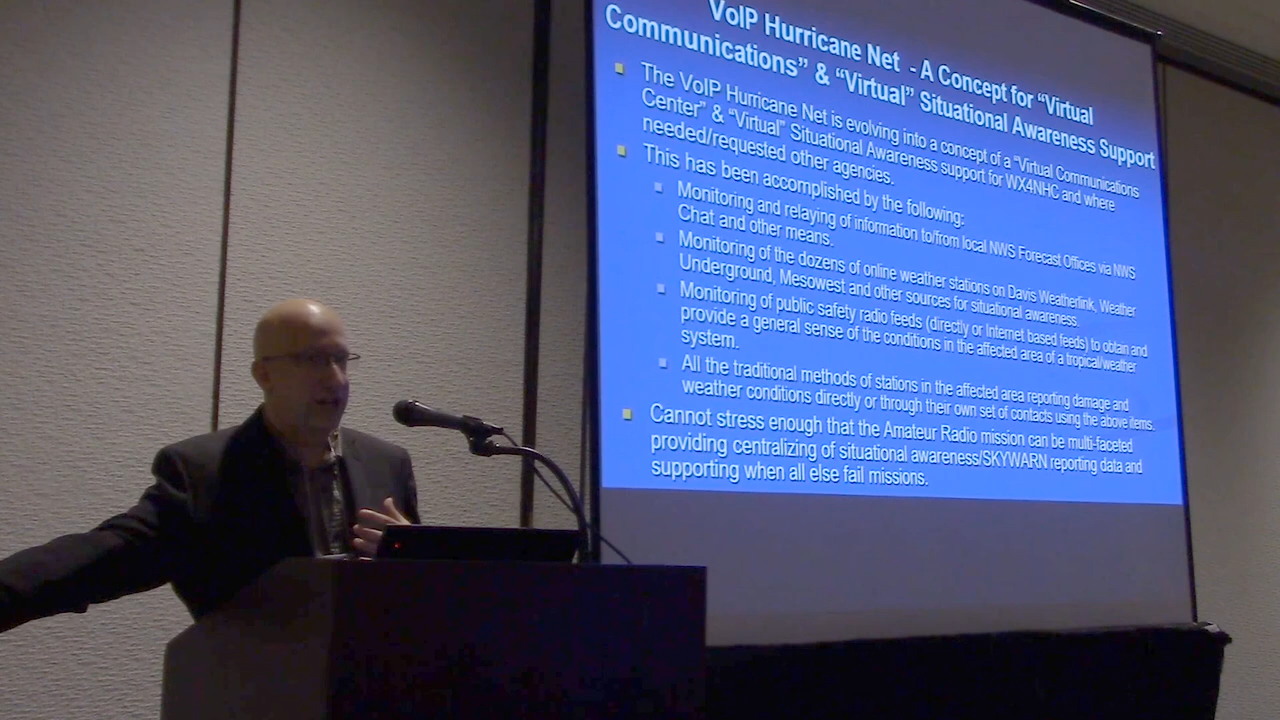 VoIP Hurricane Net - A Concept for “Virtual
Communications” & “Virtual” Situational Awareness Support
The VoIP Hurricane Net is evolving into a concept of a “Virtual Communications
Center” & “Virtual” Situational Awareness support for WX4NHC and where
needed/requested other agencies.
This has been accomplished by the following:
Monitoring and relaying of information to/from local NWS Forecast Offices via NWS
Chat and other means.
Monitoring of the dozens of online weather stations on Davis Weatherlink, Weather
Underground, Mesowest and other sources for situational awareness.
Monitoring of public safety radio feeds (directly or Internet based feeds) to obtain and
provide a general sense of the conditions in the affected area of a tropical/weather
system.
All the traditional methods of stations in the affected area reporting damage and
weather conditions directly or through their own set of contacts using the above items.
Cannot stress enough that the Amateur Radio mission can be multi-faceted
providing centralizing of situational awareness/SKYWARN reporting data and
supporting when all else fail missions.